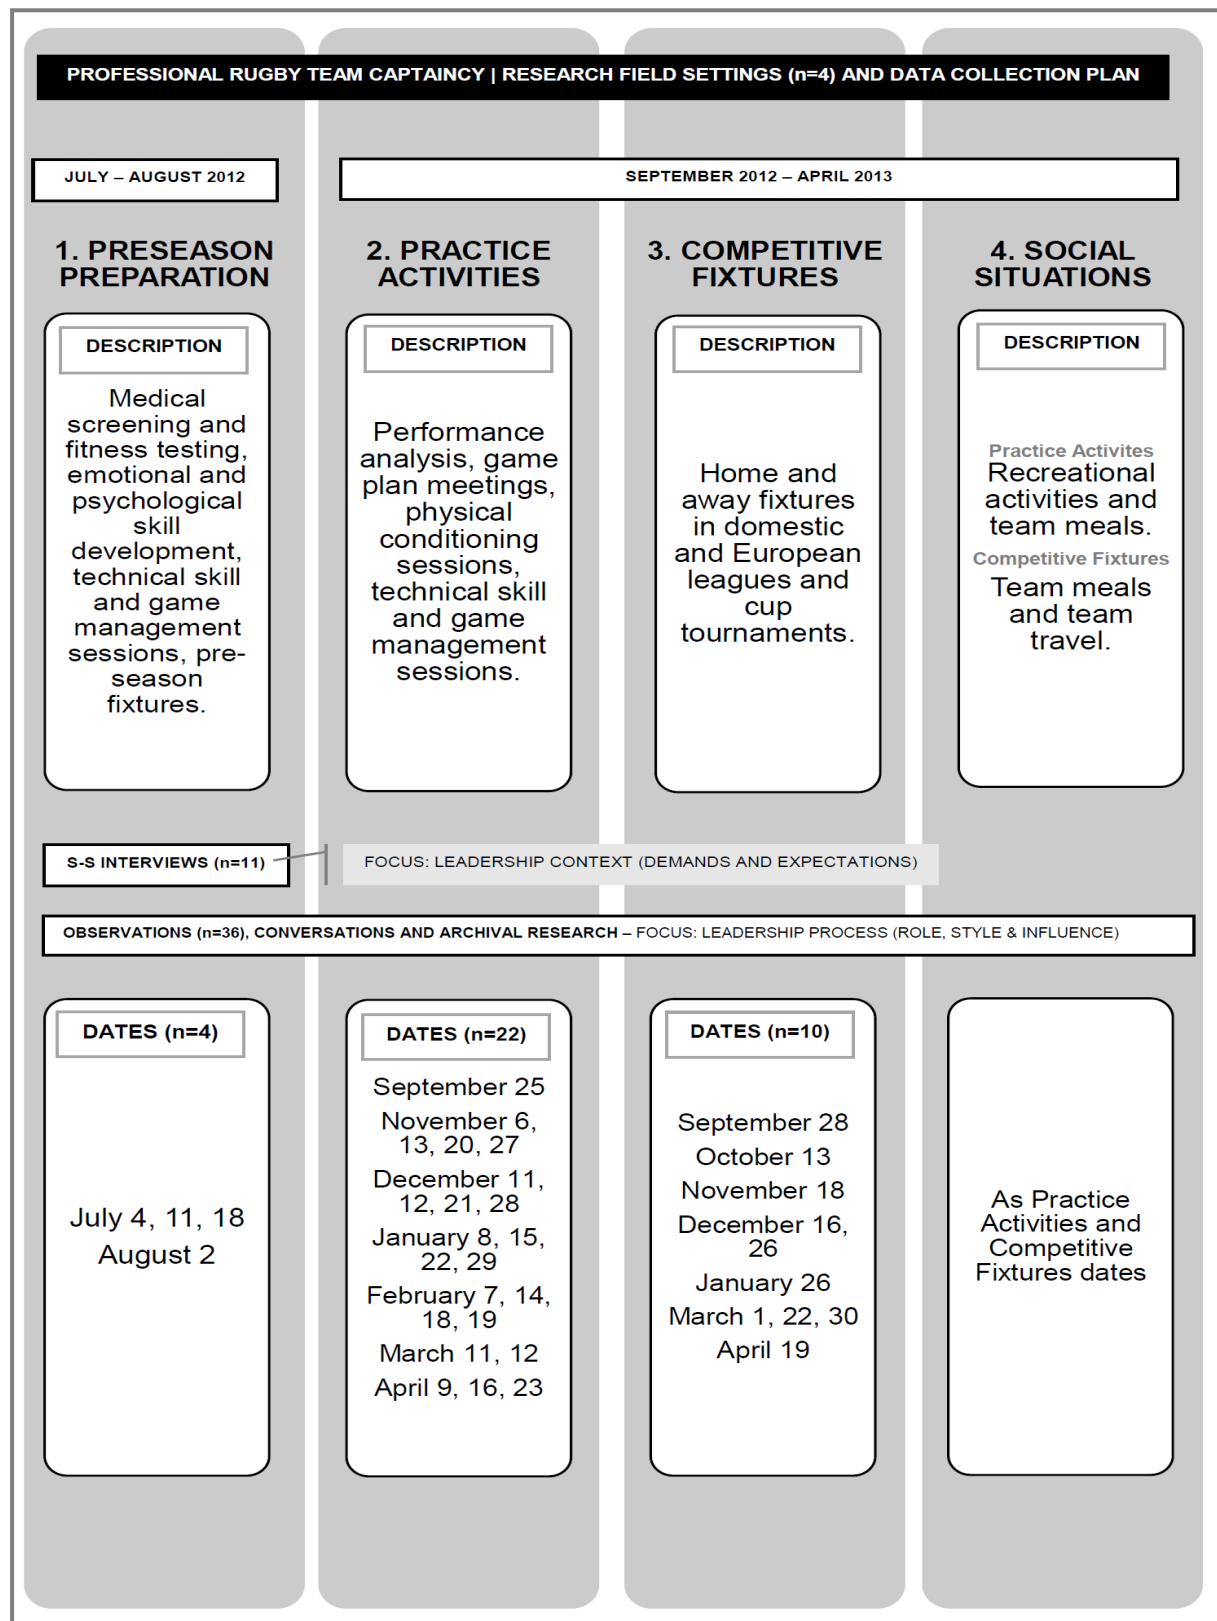 PROFESSIONAL RUGBY TEAM CAPTAINCY | RESEARCH FIELD SETTINGS (n=4) AND DATA COLLECTION PLAN
JULY – AUGUST 2012
SEPTEMBER 2012 – APRIL 2013
1. PRESEASON
PREPARATION
DESCRIPTION
Medical
screening and
fitness testing,
emotional and
psychological
skill
development,
technical skill
and game
management
sessions, pre-
season
fixtures.
2. PRACTICE
ACTIVITIES
DESCRIPTION
Performance
analysis, game
plan meetings,
physical
conditioning
sessions,
technical skill
and game
management
sessions.
3. COMPETITIVE
FIXTURES
DESCRIPTION
Home and
away fixtures
in domestic
and European
leagues and
cup
tournaments.
4. SOCIAL
SITUATIONS
DESCRIPTION
Practice Activites
Recreational
activities and
team meals.
Competitive Fixtures
Team meals
and team
travel.
S-S INTERVIEWS (n=11)
FOCUS: LEADERSHIP CONTEXT (DEMANDS AND EXPECTATIONS)
OBSERVATIONS (n=36), CONVERSATIONS AND ARCHIVAL RESEARCH – FOCUS: LEADERSHIP PROCESS (ROLE, STYLE & INFLUENCE)
DATES (n=4)
July 4, 11, 18
August 2
DATES (n=22)
September 25
November 6,
13, 20, 27
December 11,
12, 21, 28
January 8, 15,
22, 29
February 7, 14,
18, 19
March 11, 12
April 9, 16, 23
DATES (n=10)
September 28
October 13
November 18
December 16,
26
January 26
March 1, 22, 30
April 19
As Practice
Activities and
Competitive
Fixtures dates